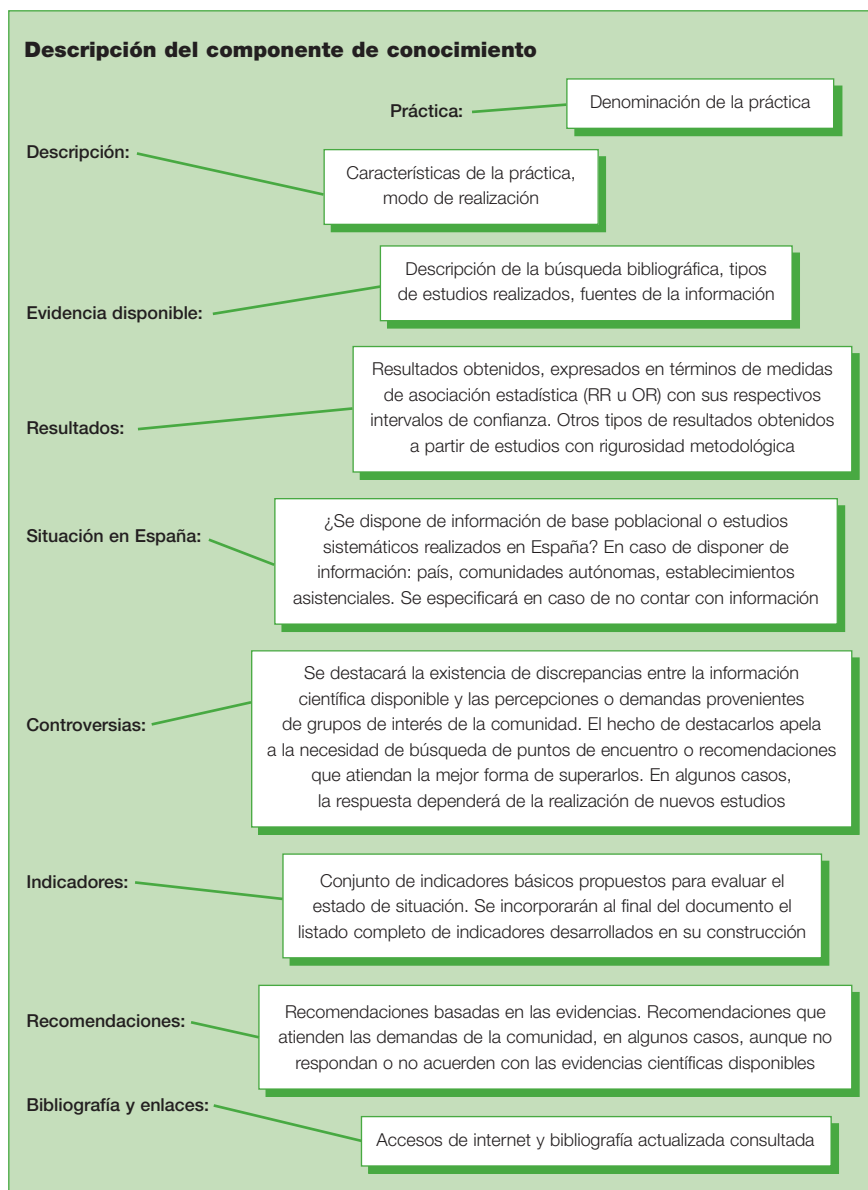 Descripción del componente de conocimiento
Práctica:
Denominación de la práctica
Descripción:
Características de la práctica,
modo de realización
Evidencia disponible:
Descripción de la búsqueda bibliográfica, tipos
de estudios realizados, fuentes de la información
Resultados:
Resultados obtenidos, expresados en términos de medidas
de asociación estadística (RR u OR) con sus respectivos
intervalos de confianza. Otros tipos de resultados obtenidos
a partir de estudios con rigurosidad metodológica
Situación en España:
¿Se dispone de información de base poblacional o estudios
sistemáticos realizados en España? En caso de disponer de
información: país, comunidades autónomas, establecimientos
asistenciales. Se especificará en caso de no contar con información
Controversias:
Se destacará la existencia de discrepancias entre la información
científica disponible y las percepciones o demandas provenientes
de grupos de interés de la comunidad. El hecho de destacarlos apela
a la necesidad de búsqueda de puntos de encuentro o recomendaciones
que atiendan la mejor forma de superarlos. En algunos casos,
la respuesta dependerá de la realización de nuevos estudios
Indicadores:
Conjunto de indicadores básicos propuestos para evaluar el
estado de situación. Se incorporarán al final del documento el
listado completo de indicadores desarrollados en su construcción
Recomendaciones:
Recomendaciones basadas en las evidencias. Recomendaciones que
atienden las demandas de la comunidad, en algunos casos, aunque no
respondan o no acuerden con las evidencias científicas disponibles
Bibliografía y enlaces:
Accesos de internet y bibliografía actualizada consultada